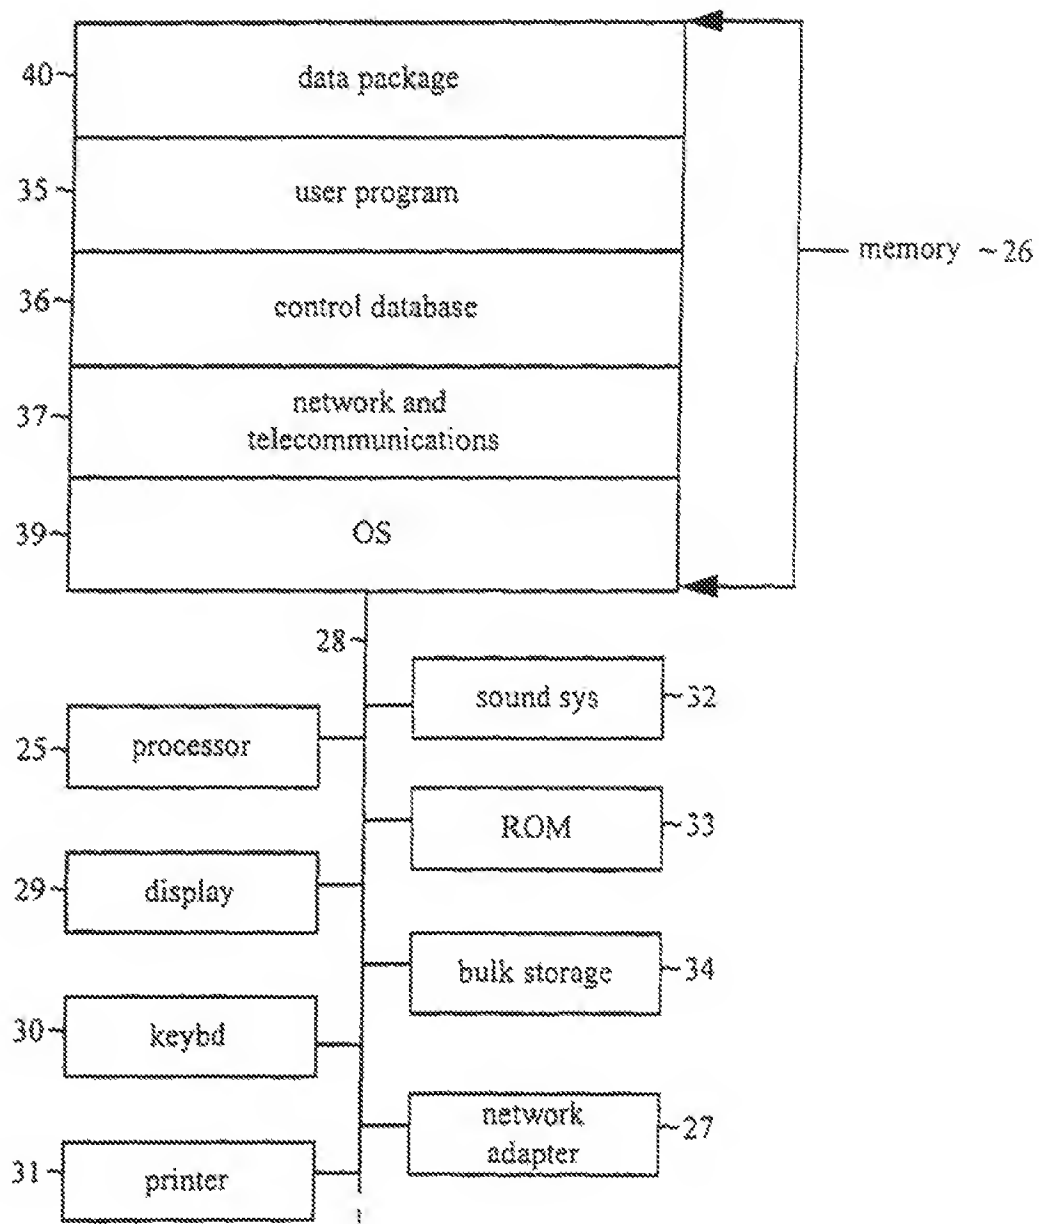 40~ data package
35~ user program
memory ~26
36~ control database
37~ network and
telecommunications
39~ OS
28~
sound sys ~32
25~ processor
ROM ~33
29~ display
bulk storage ~34
30~ keybd
network
adapter ~27
31~ printer